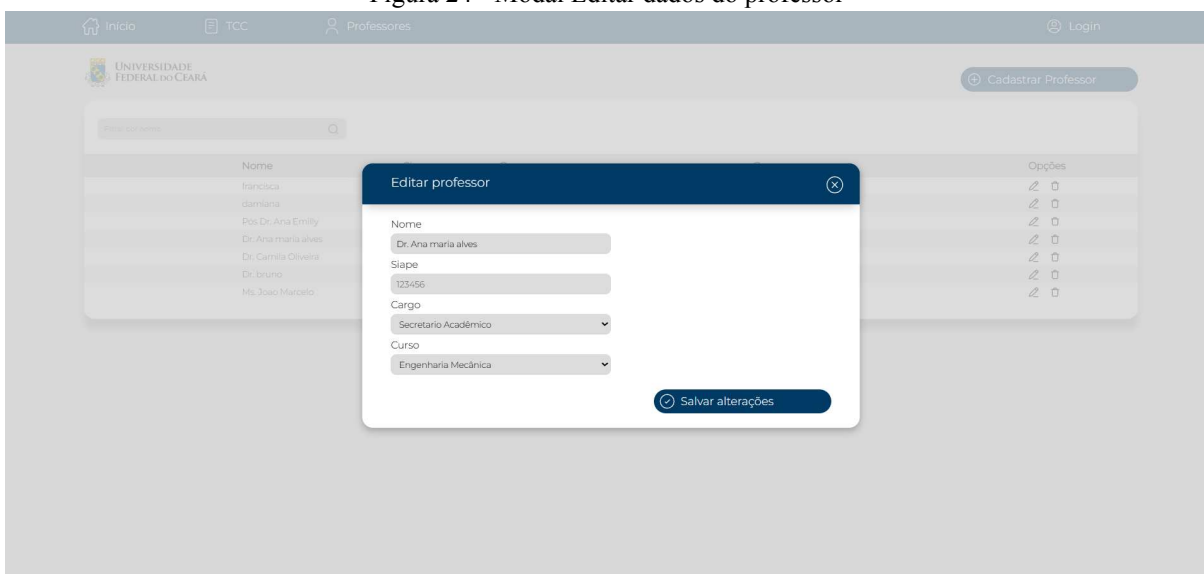 Figura 24 - Modal Editar dados do professor
Início TCC Professores Login
UNIVERSIDADE
FEDERAL DO CEARÁ
Cadastrar Professor
Nome Opções
francisca
damiana
Pós Dr. Ana Emilly
Dr. Ana maria alves
Dr. Camila Oliveira
Dr. bruno
Ms. Joao Marcelo
Editar professor
Nome
Dr. Ana maria alves
Siape
123456
Cargo
Secretario Acadêmico
Curso
Engenharia Mecânica
Salvar alterações